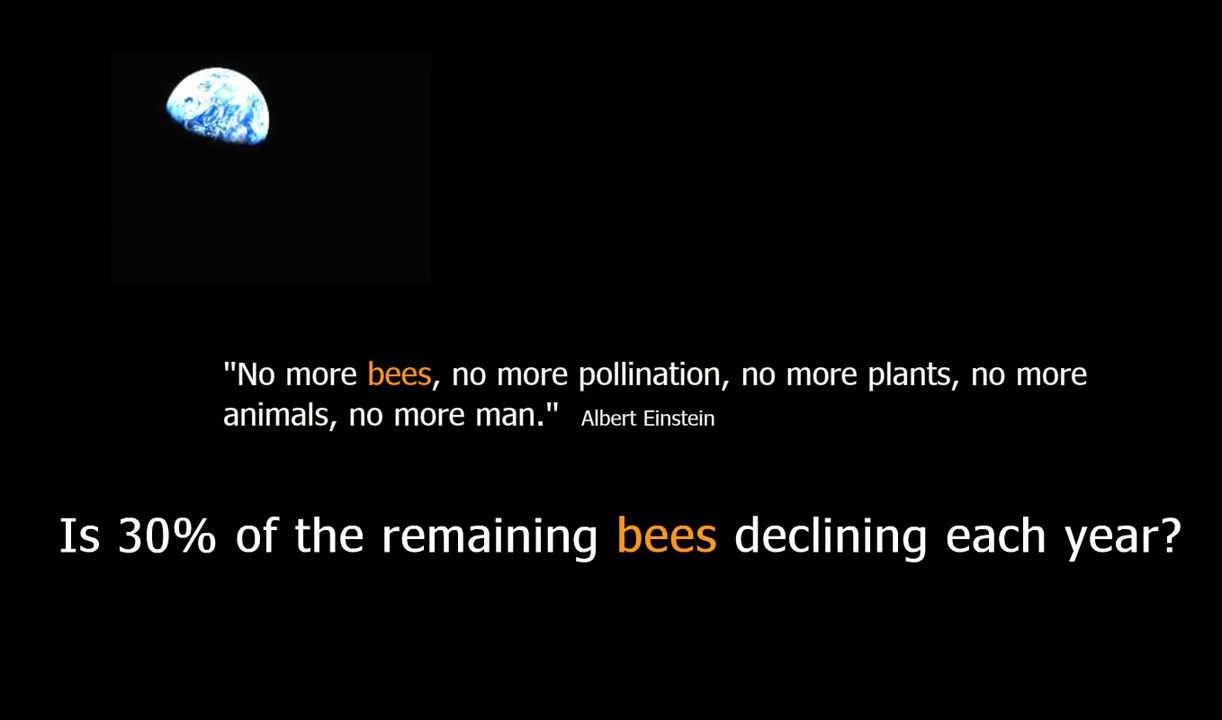 "No more bees, no more pollination, no more plants, no more
animals, no more man." Albert Einstein
Is 30% of the remaining bees declining each year?